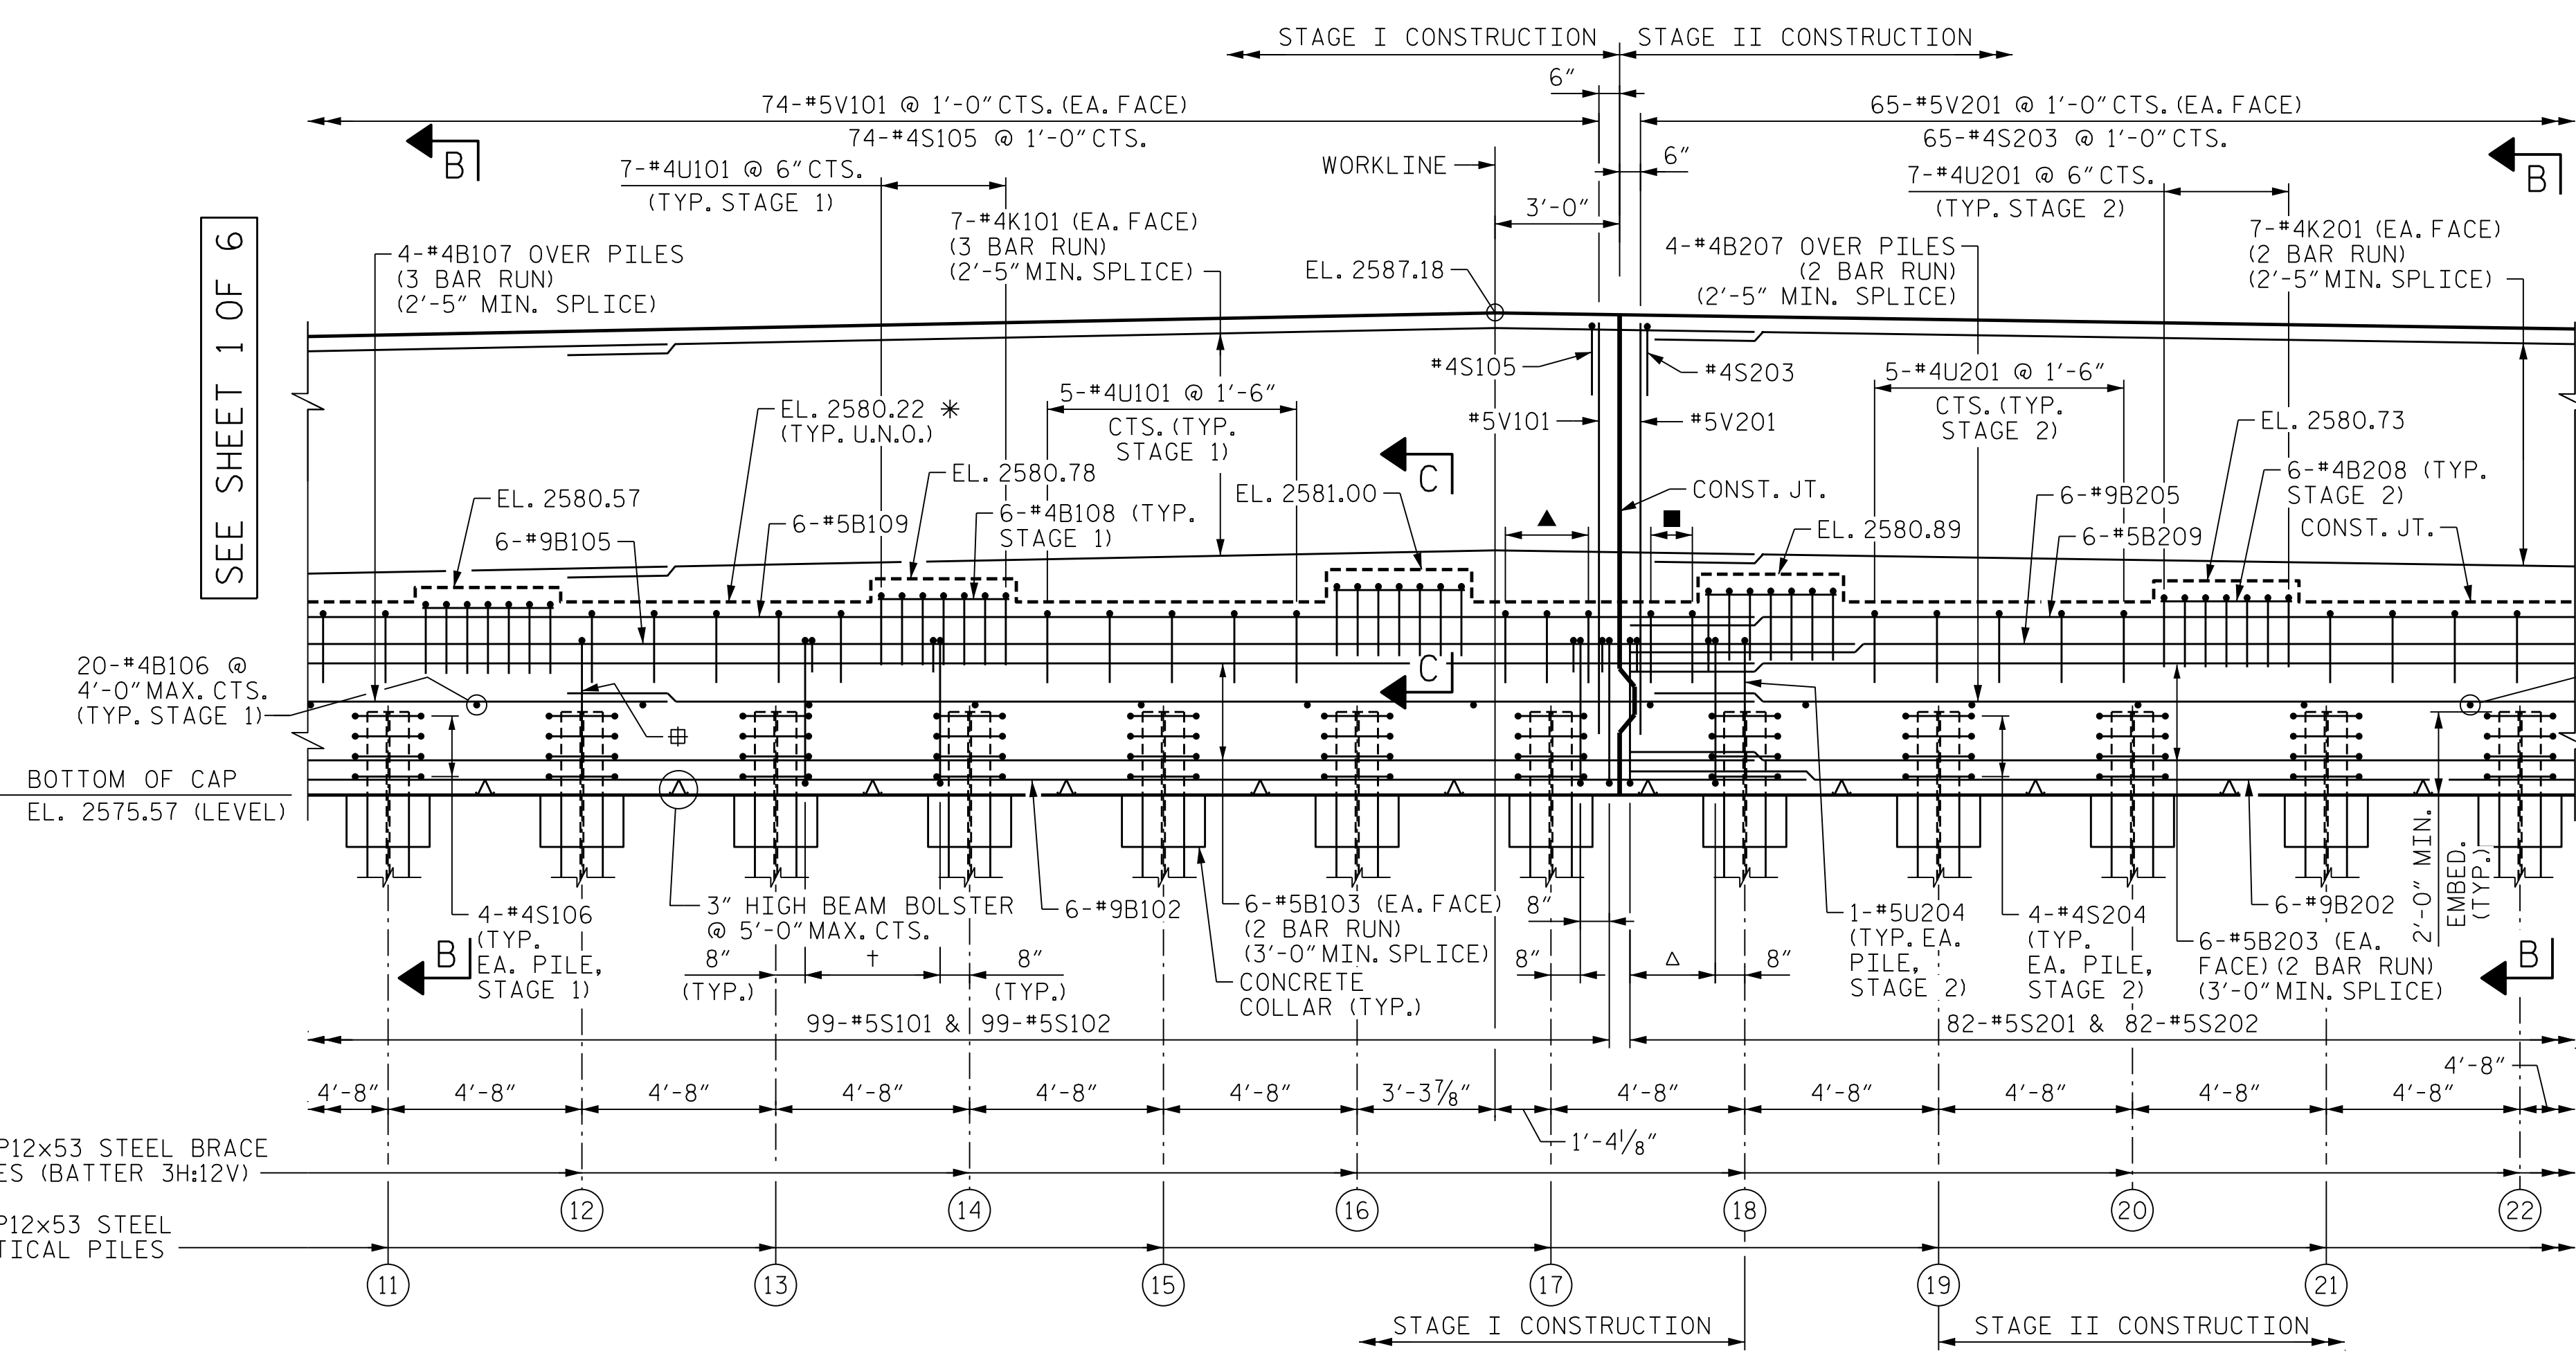 STAGE I CONSTRUCTION
STAGE II CONSTRUCTION
6"
74-#5V101 @ 1'-0" CTS. (EA. FACE)
74-#4S105 @ 1'-0" CTS.
65-#5V201 @ 1'-0" CTS. (EA. FACE)
65-#4S203 @ 1'-0" CTS.
B
B
7-#4U101 @ 6" CTS.
(TYP. STAGE 1)
WORKLINE
6"
3'-0"
7-#4U201 @ 6" CTS.
(TYP. STAGE 2)
SEE SHEET 1 OF 6
4-#4B107 OVER PILES
(3 BAR RUN)
(2'-5" MIN. SPLICE)
7-#4K101 (EA. FACE)
(3 BAR RUN)
(2'-5" MIN. SPLICE)
EL. 2587.18
4-#4B207 OVER PILES
(2 BAR RUN)
(2'-5" MIN. SPLICE)
7-#4K201 (EA. FACE)
(2 BAR RUN)
(2'-5" MIN. SPLICE)
#4S105
#4S203
5-#4U101 @ 1'-6"
CTS. (TYP.
STAGE 1)
5-#4U201 @ 1'-6"
CTS. (TYP.
STAGE 2)
EL. 2580.22 *
(TYP. U.N.O.)
#5V101
#5V201
EL. 2580.73
EL. 2580.57
EL. 2580.78
C
EL. 2581.00
CONST. JT.
6-#9B205
6-#4B208 (TYP.
STAGE 2)
6-#9B105
6-#5B109
6-#4B108 (TYP.
STAGE 1)
▲
■
EL. 2580.89
6-#5B209
CONST. JT.
20-#4B106 @
4'-0" MAX. CTS.
(TYP. STAGE 1)
C
BOTTOM OF CAP
EL. 2575.57 (LEVEL)
2'-0" MIN.
EMBED.
(TYP.)
4-#4S106
(TYP.
EA. PILE,
STAGE 1)
3" HIGH BEAM BOLSTER
@ 5'-0" MAX. CTS.
6-#9B102
6-#5B103 (EA. FACE)
(2 BAR RUN)
(3'-0" MIN. SPLICE)
8"
1-#5U204
(TYP. EA.
PILE,
STAGE 2)
4-#4S204
(TYP.
EA. PILE,
STAGE 2)
6-#9B202
6-#5B203 (EA.
FACE) (2 BAR RUN)
(3'-0" MIN. SPLICE)
B
8"
(TYP.)
†
8"
(TYP.)
CONCRETE
COLLAR (TYP.)
8"
△
8"
B
99-#5S101 & 99-#5S102
82-#5S201 & 82-#5S202
4'-8"
4'-8"
4'-8"
4'-8"
4'-8"
4'-8"
3'-3⅞"
1'-4⅛"
4'-8"
4'-8"
4'-8"
4'-8"
4'-8"
4'-8"
P12x53 STEEL BRACE
ES (BATTER 3H:12V)
12
14
16
18
20
22
P12x53 STEEL
TICAL PILES
11
13
15
17
19
21
STAGE I CONSTRUCTION
STAGE II CONSTRUCTION